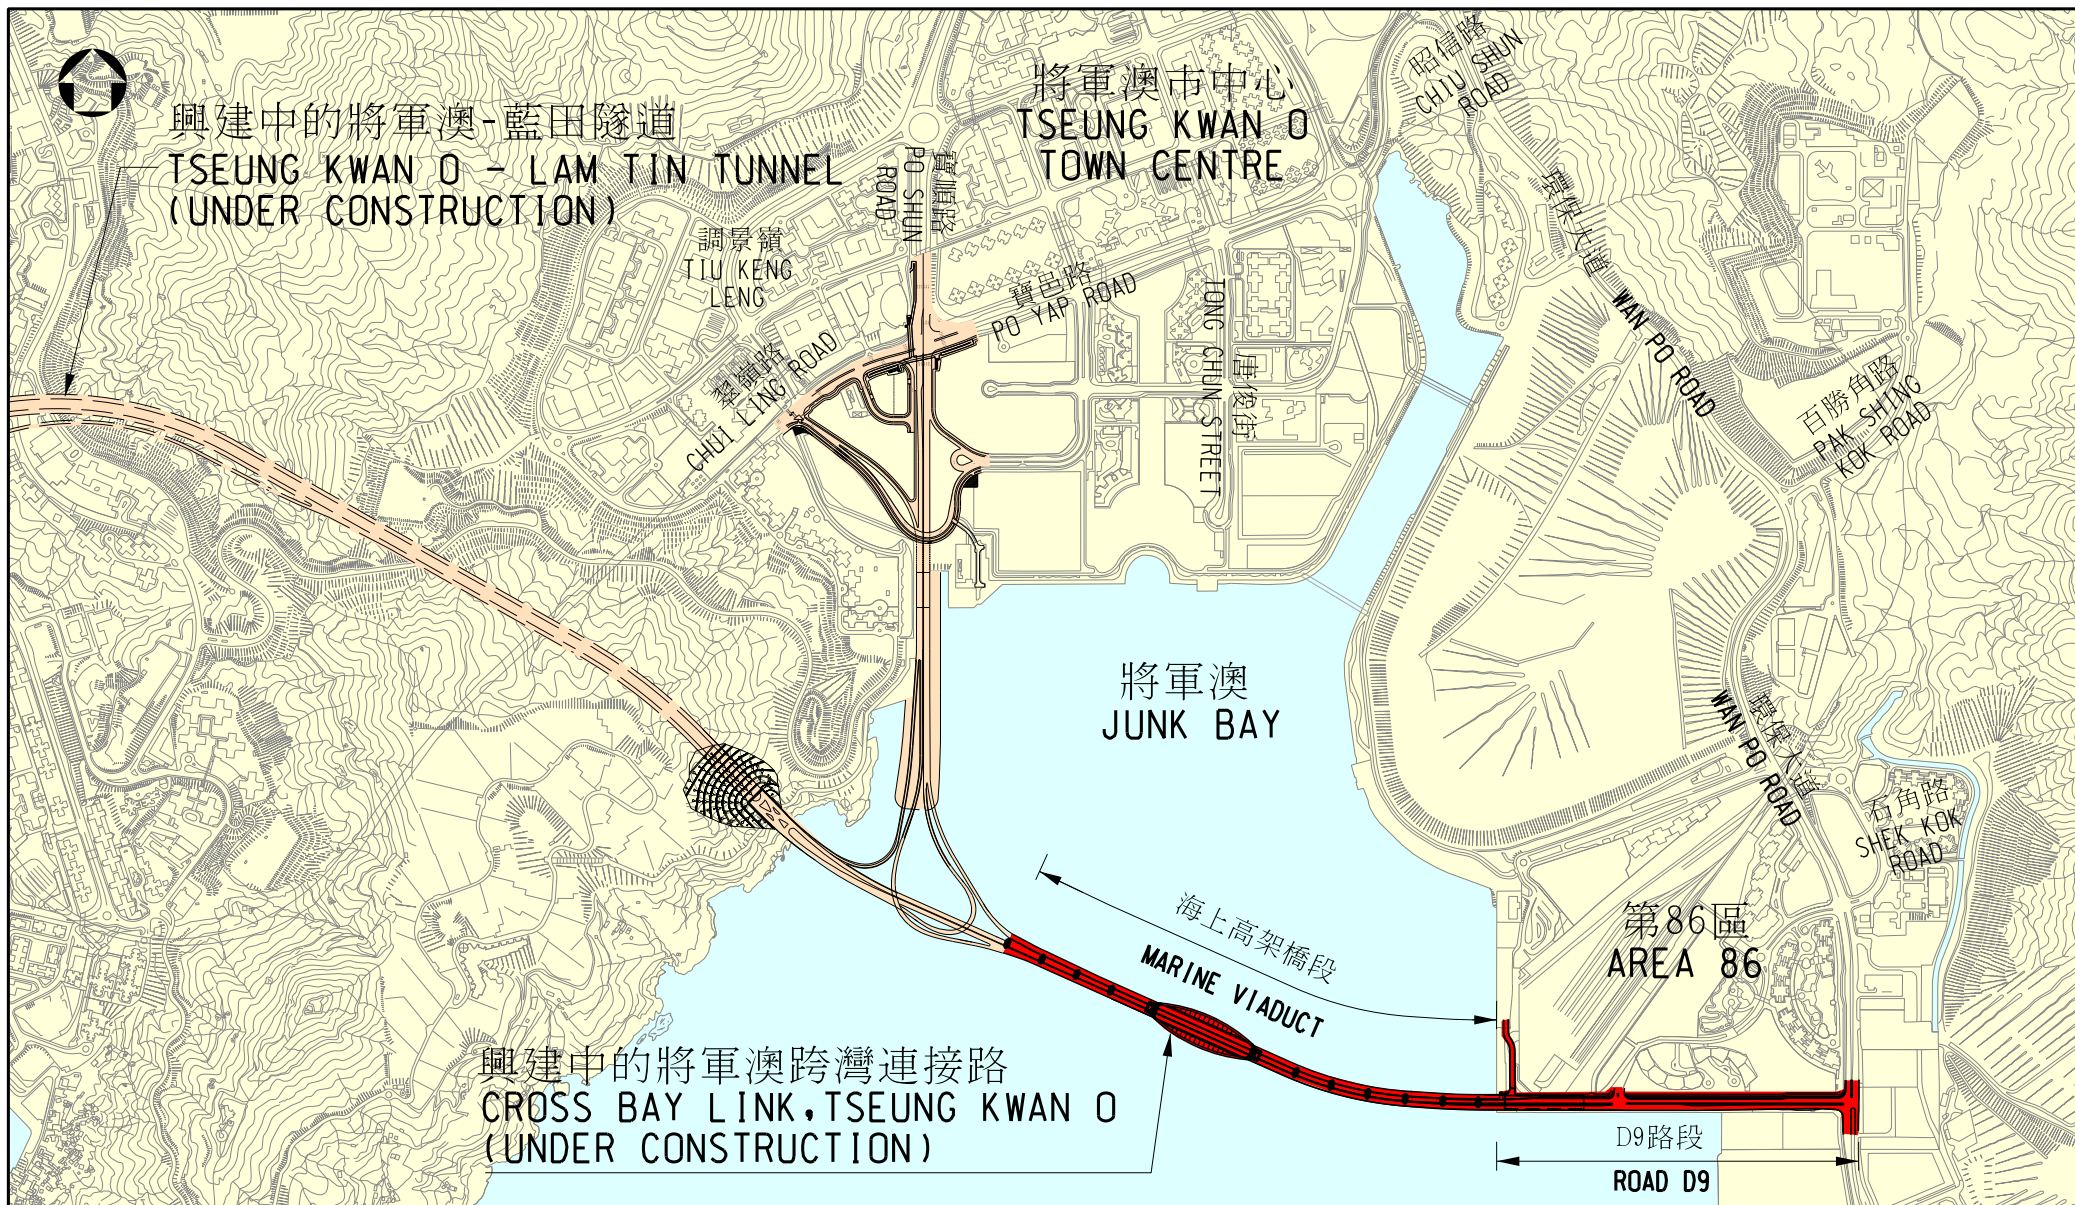 興建中的將軍澳-藍田隧道
TSEUNG KWAN O - LAM TIN TUNNEL
(UNDER CONSTRUCTION)
將軍澳市中心
TSEUNG KWAN O
TOWN CENTRE
昭信路
CHIU SHUN
ROAD
寶順路
PO SHUN
ROAD
調景嶺
TIU KENG
LENG
環保大道
WAN PO ROAD
寶邑路
PO YAP ROAD
唐俊街
TONG CHUN STREET
翠嶺路
CHUI LING ROAD
百勝角路
PAK SHING
KOK ROAD
將軍澳
JUNK BAY
環保大道
WAN PO ROAD
石角路
SHEK KOK
ROAD
海上高架橋段
MARINE VIADUCT
第86區
AREA 86
興建中的將軍澳跨灣連接路
CROSS BAY LINK,TSEUNG KWAN O
(UNDER CONSTRUCTION)
D9路段
ROAD D9